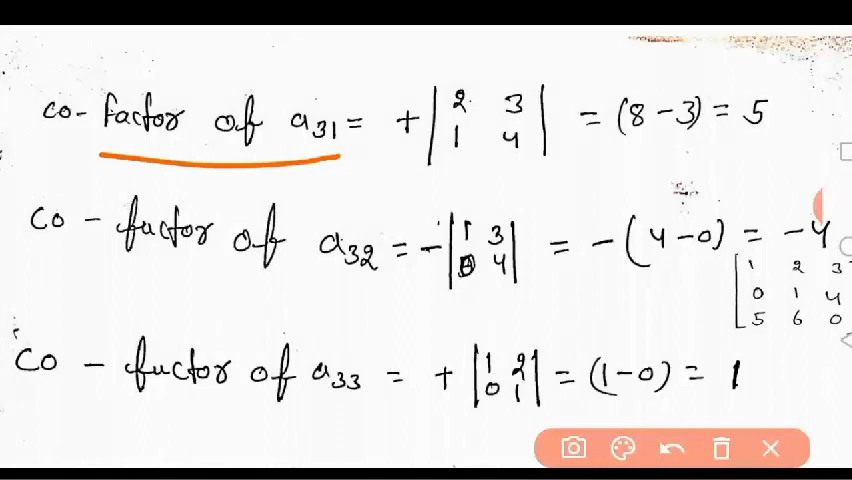 co-factor of a31 = + | 2 3 | = (8 - 3) = 5
| 1 4 |
co-factor of a32 = - | 1 3 | = - (4 - 0) = -4
| 0 4 |
[ 1 2 3
0 1 4
5 6 0
co-factor of a33 = + | 1 2 | = (1 - 0) = 1
| 0 1 |